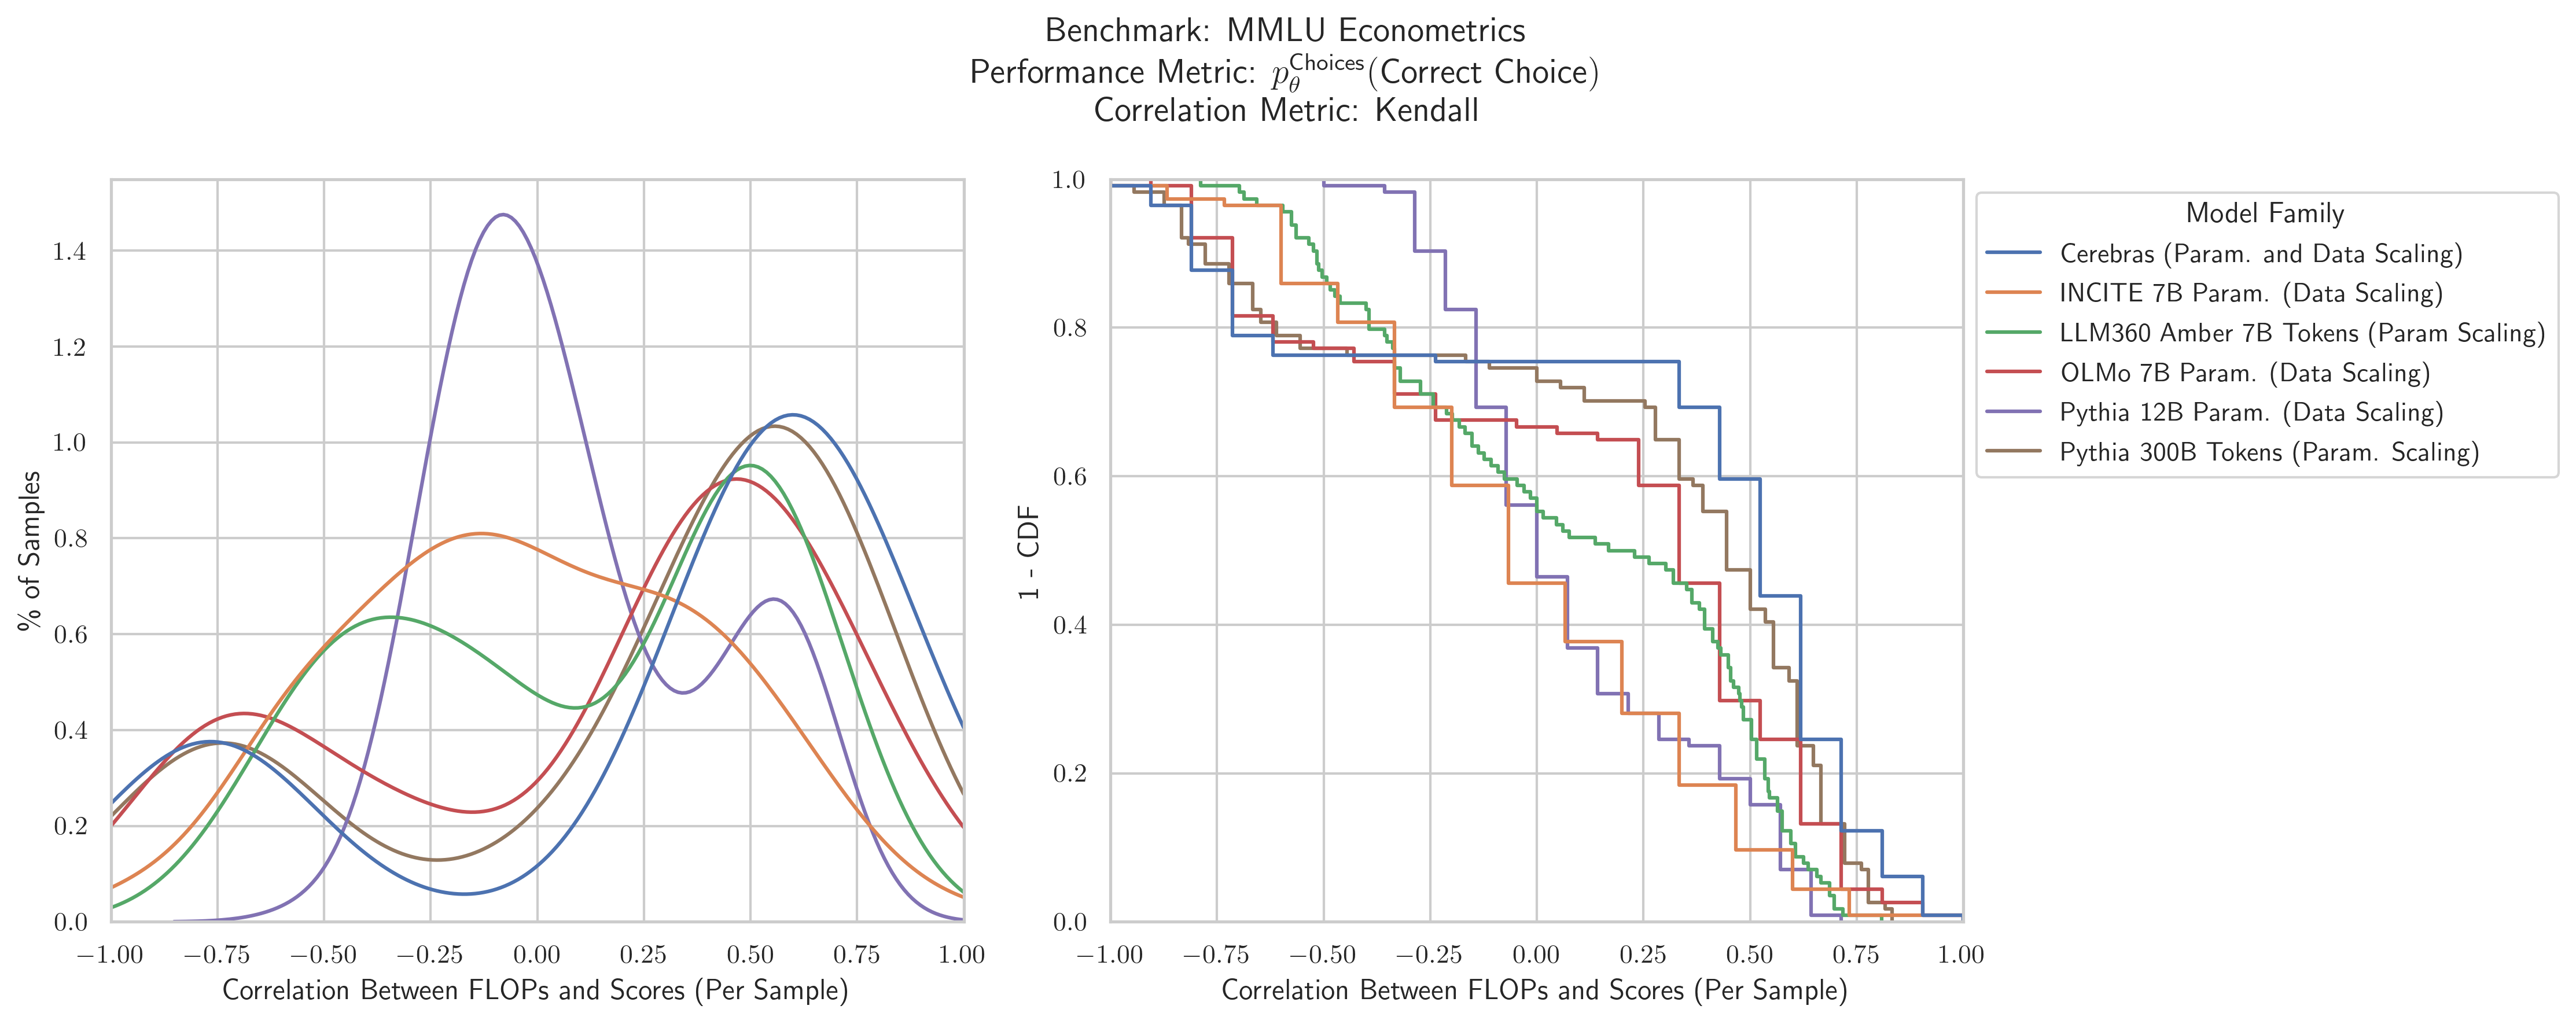 Benchmark: MMLU Econometrics
Performance Metric: $p_{\theta}^{\text{Choices}}$(Correct Choice)
Correlation Metric: Kendall
% of Samples
1.4
1.2
1.0
0.8
0.6
0.4
0.2
0.0
−1.00 −0.75 −0.50 −0.25 0.00 0.25 0.50 0.75 1.00
Correlation Between FLOPs and Scores (Per Sample)
1 - CDF
1.0
0.8
0.6
0.4
0.2
0.0
−1.00 −0.75 −0.50 −0.25 0.00 0.25 0.50 0.75 1.00
Correlation Between FLOPs and Scores (Per Sample)
Model Family
Cerebras (Param. and Data Scaling)
INCITE 7B Param. (Data Scaling)
LLM360 Amber 7B Tokens (Param Scaling)
OLMo 7B Param. (Data Scaling)
Pythia 12B Param. (Data Scaling)
Pythia 300B Tokens (Param. Scaling)